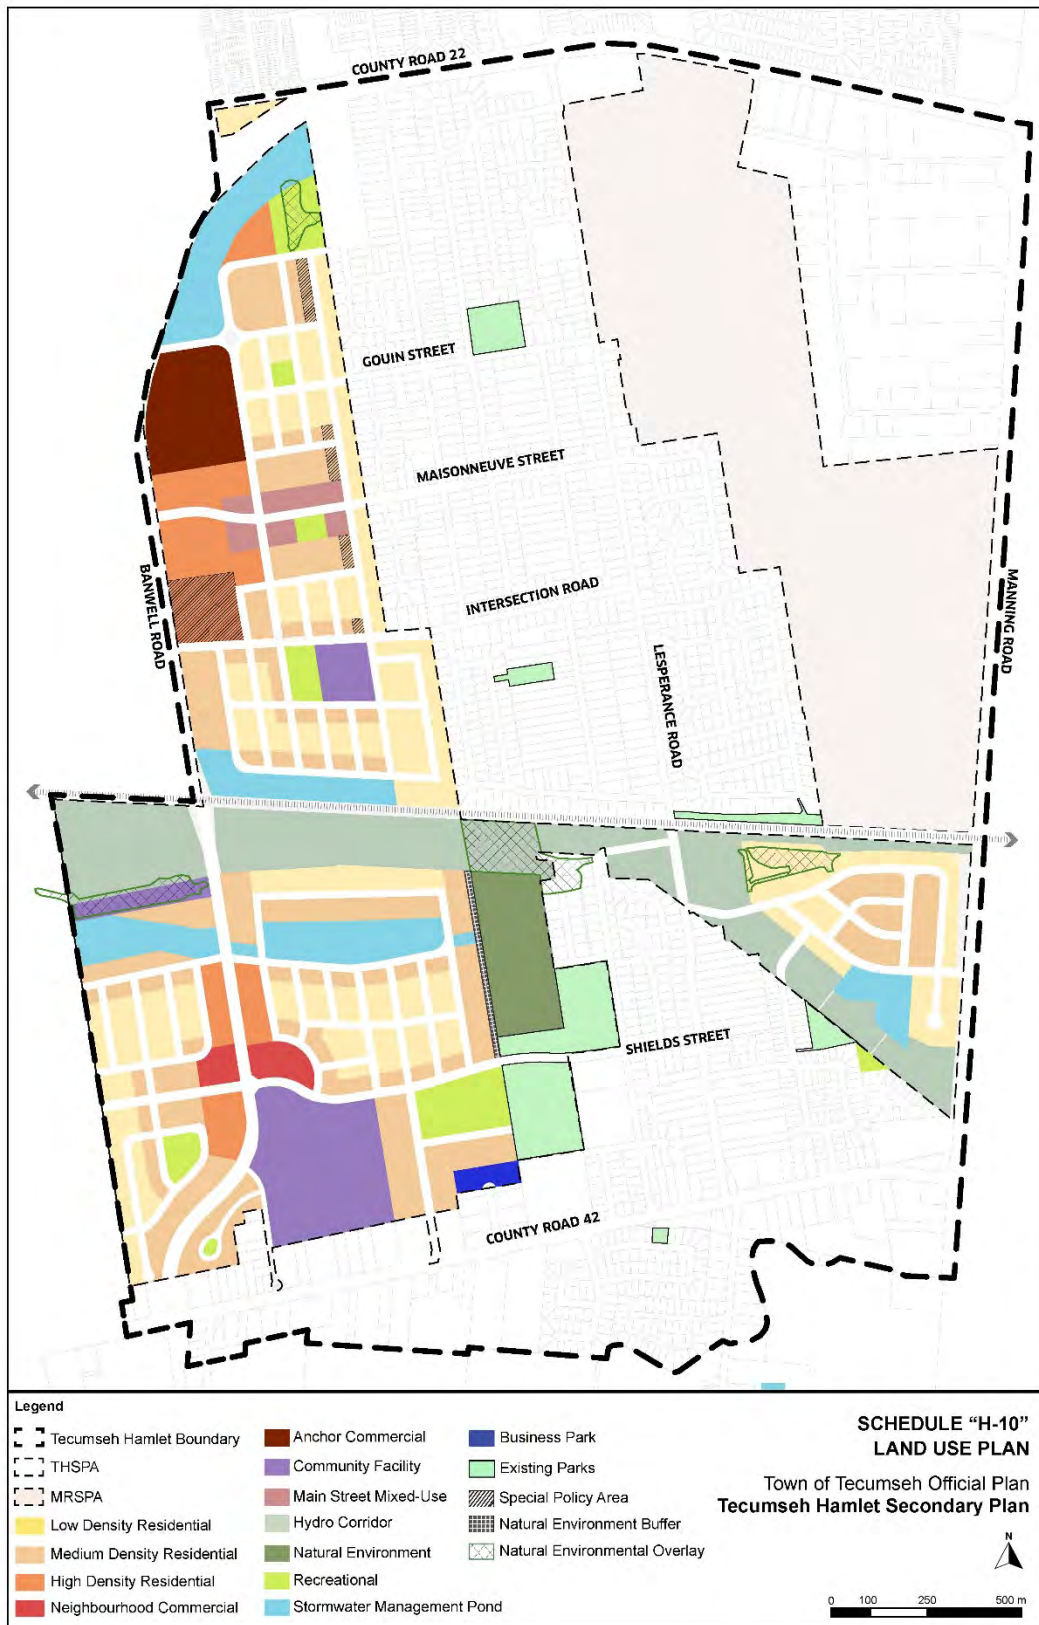 COUNTY ROAD 22
GOUIN STREET
MAISONNEUVE STREET
INTERSECTION ROAD
BANWELL ROAD
LESPERANCE ROAD
MANNING ROAD
SHIELDS STREET
COUNTY ROAD 42
Legend
Tecumseh Hamlet Boundary
THSPA
MRSPA
Low Density Residential
Medium Density Residential
High Density Residential
Neighbourhood Commercial
Anchor Commercial
Community Facility
Main Street Mixed-Use
Hydro Corridor
Natural Environment
Recreational
Stormwater Management Pond
Business Park
Existing Parks
Special Policy Area
Natural Environment Buffer
Natural Environmental Overlay
SCHEDULE “H-10”
LAND USE PLAN
Town of Tecumseh Official Plan
Tecumseh Hamlet Secondary Plan
N
0 100 250 500 m